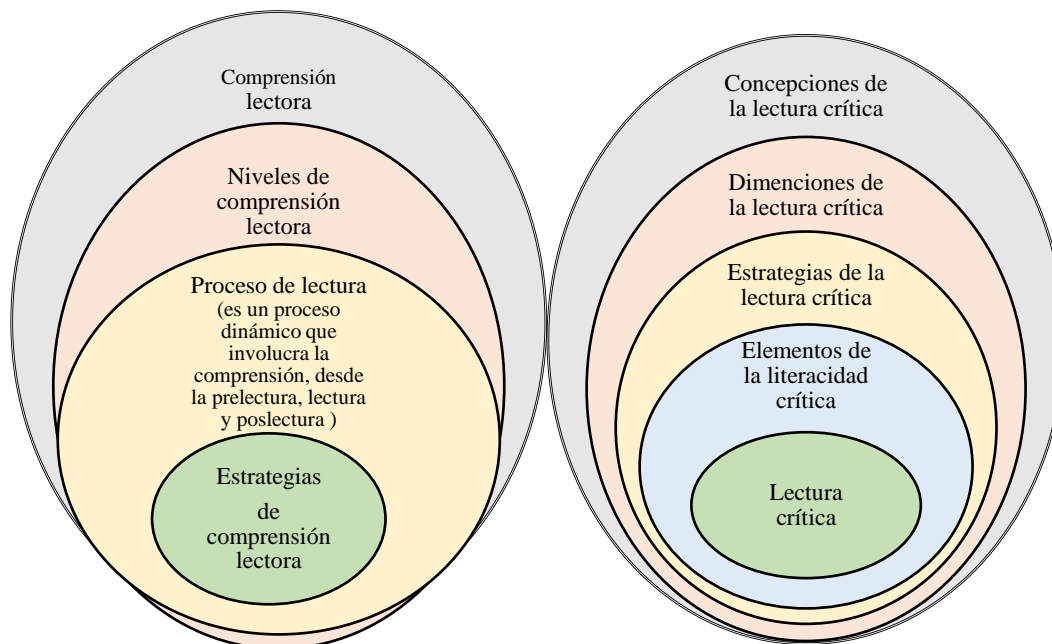 Comprensión
lectora
Niveles de
comprensión
lectora
Proceso de lectura
(es un proceso
dinámico que
involucra la
comprensión, desde
la prelectura, lectura
y poslectura )
Estrategias
de
comprensión
lectora
Concepciones de
la lectura crítica
Dimenciones de
la lectura crítica
Estrategias de la
lectura crítica
Elementos de
la literacidad
crítica
Lectura
crítica